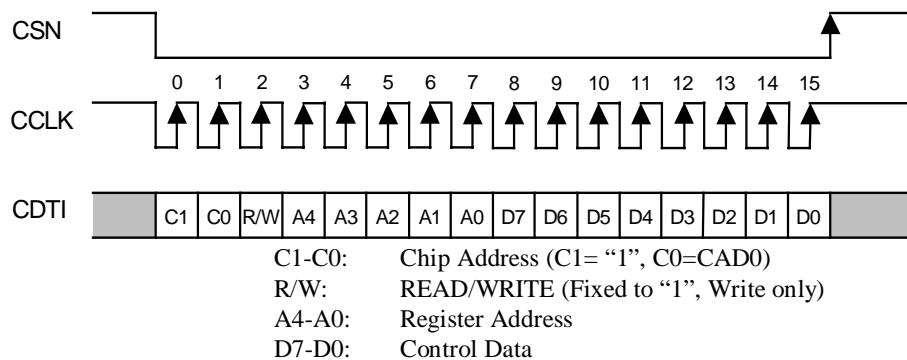 CSN
0 1 2 3 4 5 6 7 8 9 10 11 12 13 14 15
CCLK
CDTI C1 C0 R/W A4 A3 A2 A1 A0 D7 D6 D5 D4 D3 D2 D1 D0
C1-C0: Chip Address (C1= “1”, C0=CAD0)
R/W: READ/WRITE (Fixed to “1”, Write only)
A4-A0: Register Address
D7-D0: Control Data